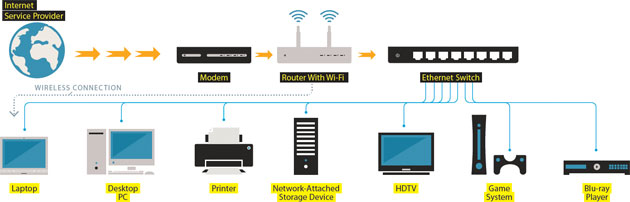 Internet
Service Provider
Modem
Router With Wi-Fi
Ethernet Switch
WIRELESS CONNECTION
Laptop
Desktop
PC
Printer
Network-Attached
Storage Device
HDTV
Game
System
Blu-ray
Player